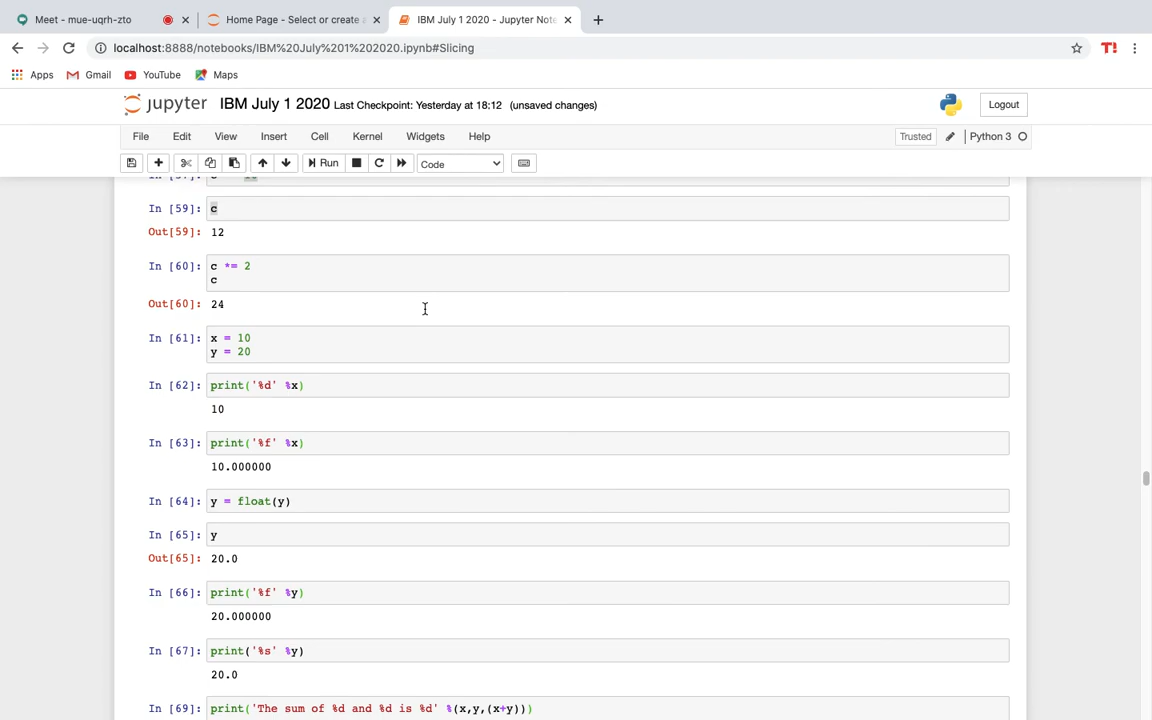 Meet - mue-uqrh-zto
Home Page - Select or create a
IBM July 1 2020 - Jupyter Note
localhost:8888/notebooks/IBM%20July%201%202020.ipynb#Slicing
T!
Apps Gmail YouTube Maps
jupyter IBM July 1 2020 Last Checkpoint: Yesterday at 18:12 (unsaved changes)
Logout
File Edit View Insert Cell Kernel Widgets Help
Trusted Python 3
Run Code
In [59]: c
Out[59]: 12
In [60]: c *= 2
c
Out[60]: 24
In [61]: x = 10
y = 20
In [62]: print('%d' %x)
10
In [63]: print('%f' %x)
10.000000
In [64]: y = float(y)
In [65]: y
Out[65]: 20.0
In [66]: print('%f' %y)
20.000000
In [67]: print('%s' %y)
20.0
In [69]: print('The sum of %d and %d is %d' %(x,y,(x+y)))